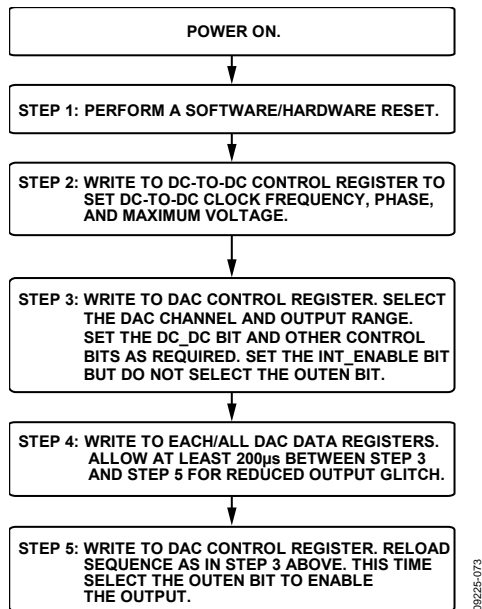 POWER ON.
STEP 1: PERFORM A SOFTWARE/HARDWARE RESET.
STEP 2: WRITE TO DC-TO-DC CONTROL REGISTER TO
SET DC-TO-DC CLOCK FREQUENCY, PHASE,
AND MAXIMUM VOLTAGE.
STEP 3: WRITE TO DAC CONTROL REGISTER. SELECT
THE DAC CHANNEL AND OUTPUT RANGE.
SET THE DC_DC BIT AND OTHER CONTROL
BITS AS REQUIRED. SET THE INT_ENABLE BIT
BUT DO NOT SELECT THE OUTEN BIT.
STEP 4: WRITE TO EACH/ALL DAC DATA REGISTERS.
ALLOW AT LEAST 200µs BETWEEN STEP 3
AND STEP 5 FOR REDUCED OUTPUT GLITCH.
STEP 5: WRITE TO DAC CONTROL REGISTER. RELOAD
SEQUENCE AS IN STEP 3 ABOVE. THIS TIME
SELECT THE OUTEN BIT TO ENABLE
THE OUTPUT.
09225-073